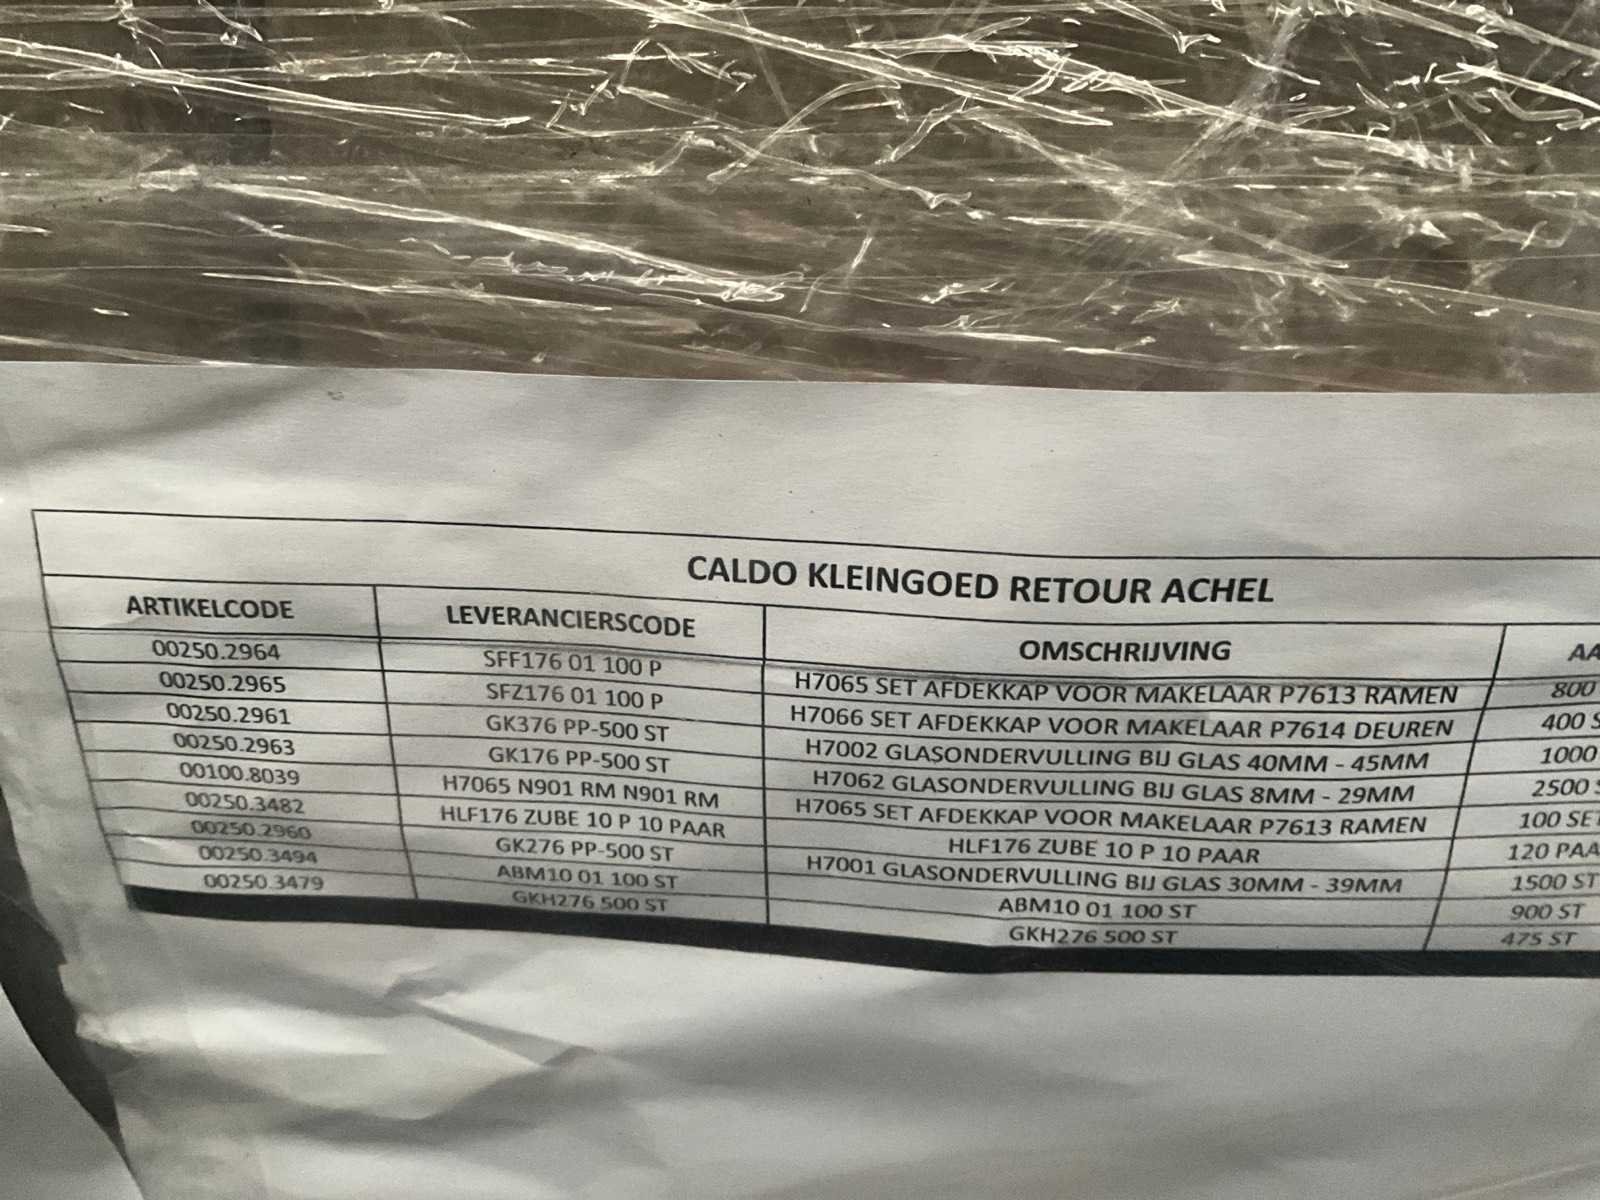 CALDO KLEINGOED RETOUR ACHEL
ARTIKELCODE LEVERANCIERSCODE OMSCHRIJVING AA
00250.2964 SFF176 01 100 P H7065 SET AFDEKKAP VOOR MAKELAAR P7613 RAMEN 800
00250.2965 SFZ176 01 100 P H7066 SET AFDEKKAP VOOR MAKELAAR P7614 DEUREN 400 S
00250.2961 GK376 PP-500 ST H7002 GLASONDERVULLING BIJ GLAS 40MM - 45MM 1000
00250.2963 GK176 PP-500 ST H7062 GLASONDERVULLING BIJ GLAS 8MM - 29MM 2500 S
00100.8039 H7065 N901 RM N901 RM H7065 SET AFDEKKAP VOOR MAKELAAR P7613 RAMEN 100 SET
00250.3482 HLF176 ZUBE 10 P 10 PAAR HLF176 ZUBE 10 P 10 PAAR 120 PAA
00250.2960 GK276 PP-500 ST H7001 GLASONDERVULLING BIJ GLAS 30MM - 39MM 1500 ST
00250.3494 ABM10 01 100 ST ABM10 01 100 ST 900 ST
00250.3479 GKH276 500 ST GKH276 500 ST 475 ST